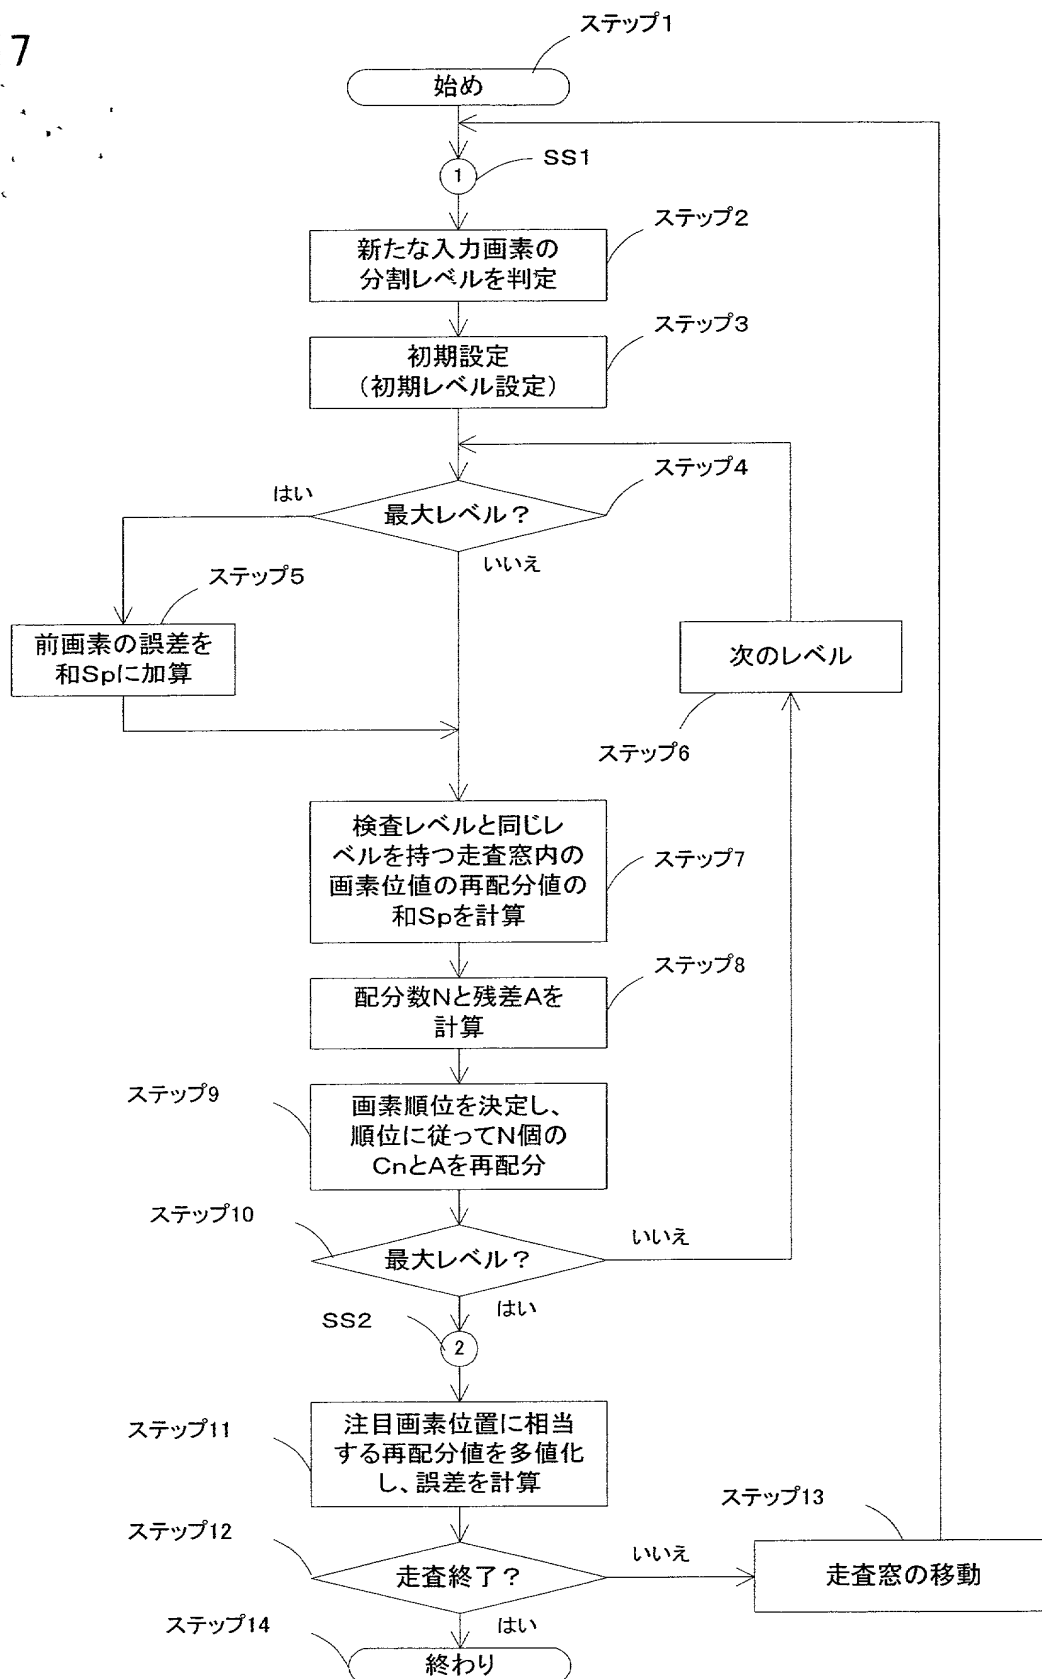 7
ステップ1
始め
SS1
1
ステップ2
新たな入力画素の
分割レベルを判定
ステップ3
初期設定
（初期レベル設定）
ステップ4
はい
最大レベル？
いいえ
ステップ5
前画素の誤差を
和Spに加算
次のレベル
ステップ6
検査レベルと同じレ
ベルを持つ走査窓内の
画素位値の再配分値の
和Spを計算
ステップ7
ステップ8
配分数Nと残差Aを
計算
ステップ9
画素順位を決定し、
順位に従ってN個の
CnとAを再配分
ステップ10
最大レベル？
いいえ
はい
SS2
2
ステップ11
注目画素位置に相当
する再配分値を多値化
し、誤差を計算
ステップ12
走査終了？
いいえ
ステップ13
走査窓の移動
はい
ステップ14
終わり